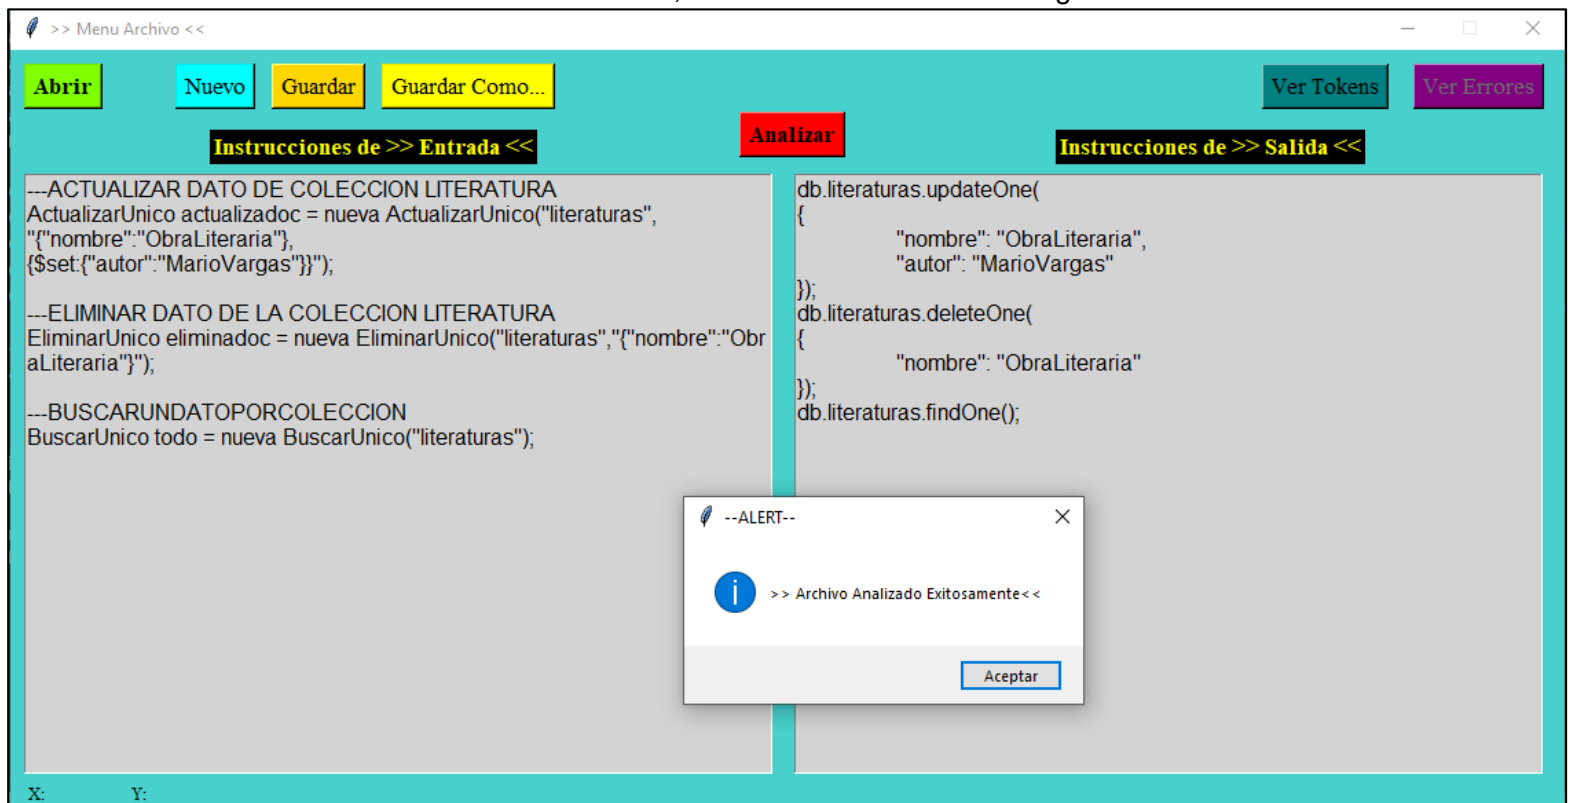 >> Menu Archivo <<
Abrir
Nuevo
Guardar
Guardar Como...
Ver Tokens
Ver Errores
Analizar
Instrucciones de >> Entrada <<
Instrucciones de >> Salida <<
---ACTUALIZAR DATO DE COLECCION LITERATURA
ActualizarUnico actualizadoc = nueva ActualizarUnico("literaturas",
"{"nombre":"ObraLiteraria"},
{$set:{"autor":"MarioVargas"}}");
---ELIMINAR DATO DE LA COLECCION LITERATURA
EliminarUnico eliminadoc = nueva EliminarUnico("literaturas","{"nombre":"Obr
aLiteraria"}");
---BUSCARUNDATOPORCOLECCION
BuscarUnico todo = nueva BuscarUnico("literaturas");
db.literaturas.updateOne(
{
"nombre": "ObraLiteraria",
"autor": "MarioVargas"
});
db.literaturas.deleteOne(
{
"nombre": "ObraLiteraria"
});
db.literaturas.findOne();
--ALERT--
>> Archivo Analizado Exitosamente<<
Aceptar
X:
Y: